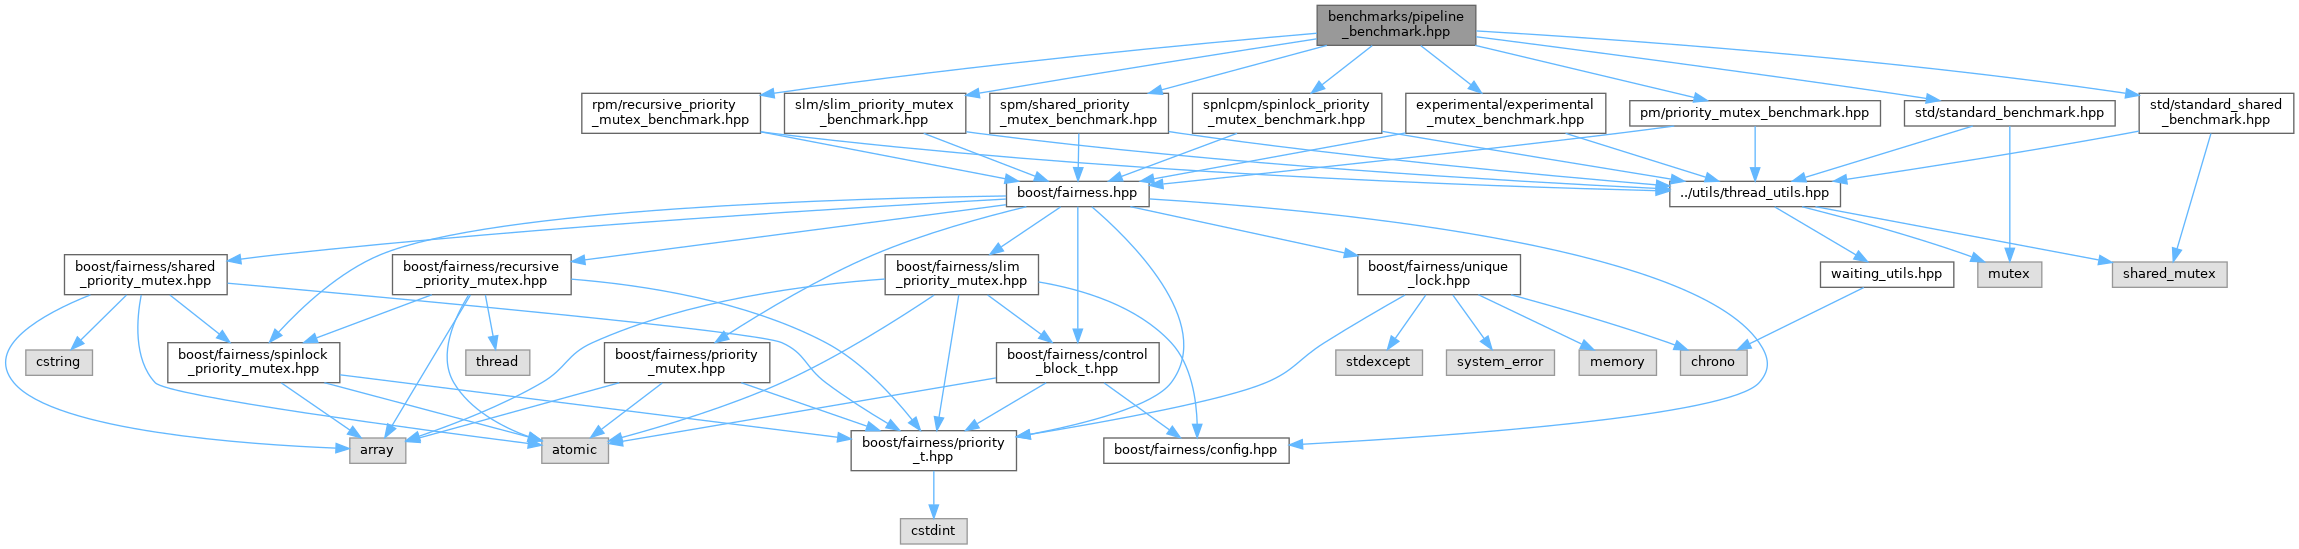 benchmarks/pipeline
_benchmark.hpp
rpm/recursive_priority
_mutex_benchmark.hpp
slm/slim_priority_mutex
_benchmark.hpp
spm/shared_priority
_mutex_benchmark.hpp
spnlcpm/spinlock_priority
_mutex_benchmark.hpp
experimental/experimental
_mutex_benchmark.hpp
pm/priority_mutex_benchmark.hpp
std/standard_benchmark.hpp
std/standard_shared
_benchmark.hpp
boost/fairness.hpp
../utils/thread_utils.hpp
boost/fairness/shared
_priority_mutex.hpp
boost/fairness/recursive
_priority_mutex.hpp
boost/fairness/slim
_priority_mutex.hpp
boost/fairness/unique
_lock.hpp
waiting_utils.hpp
mutex
shared_mutex
cstring
boost/fairness/spinlock
_priority_mutex.hpp
thread
boost/fairness/priority
_mutex.hpp
boost/fairness/control
_block_t.hpp
stdexcept
system_error
memory
chrono
array
atomic
boost/fairness/priority
_t.hpp
boost/fairness/config.hpp
cstdint